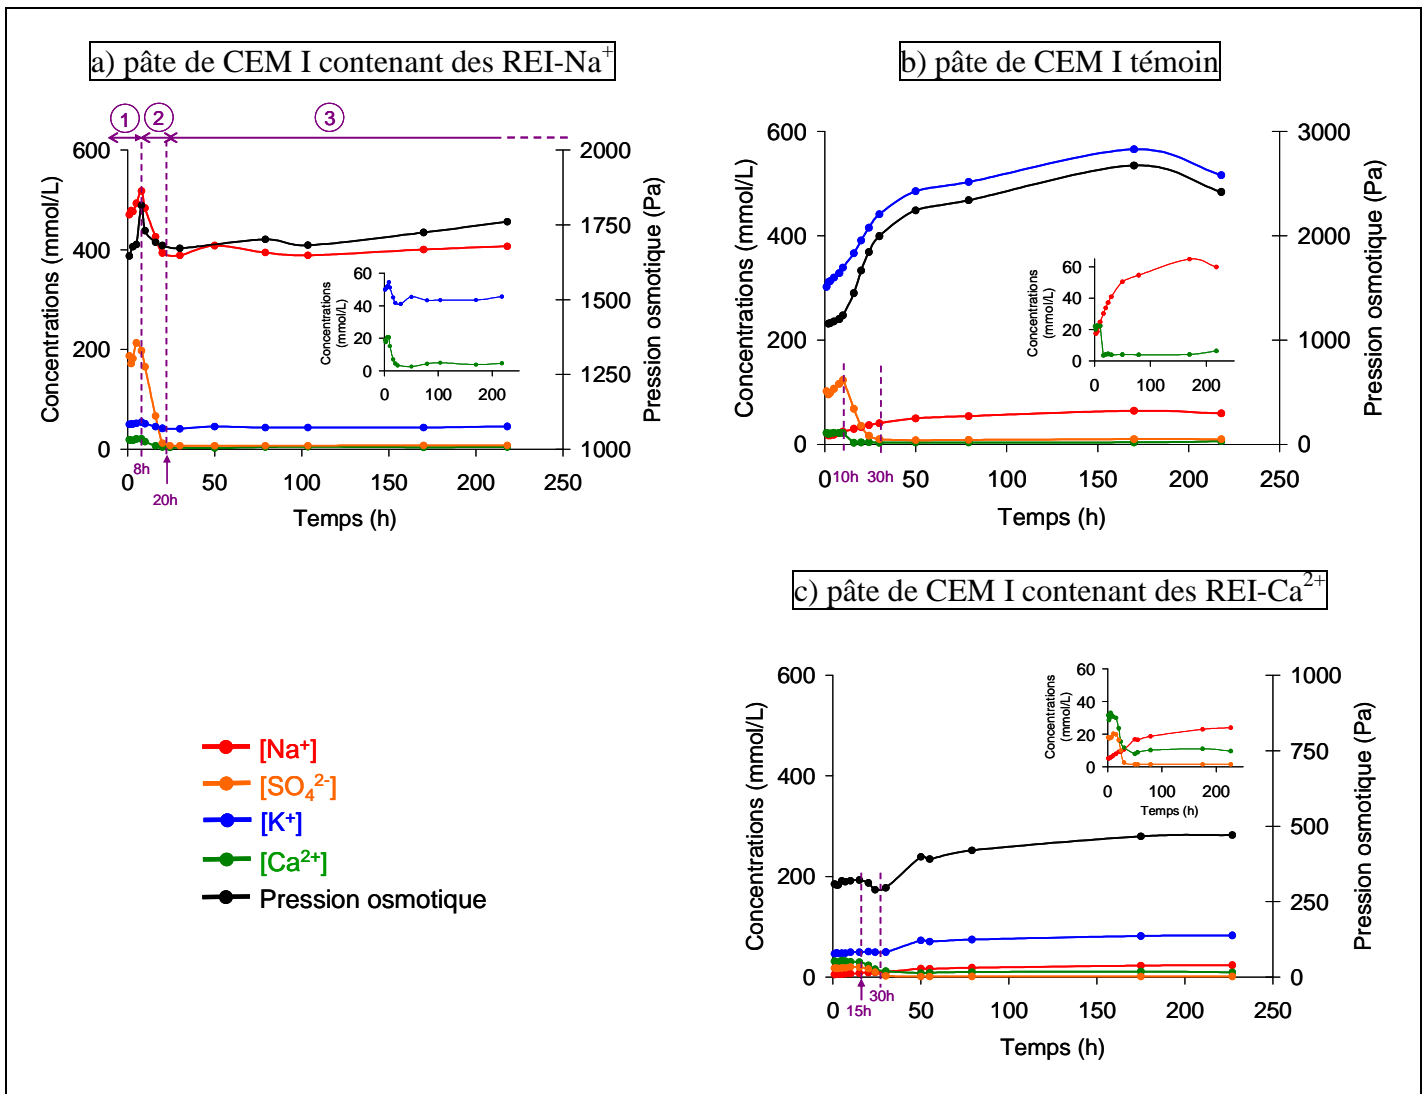 a) pâte de CEM I contenant des REI-Na⁺
1 2 3
600 2000
400 1750
1500
200 1250
0 1000
Concentrations (mmol/L)
Pression osmotique (Pa)
8h
20h
0 50 100 150 200 250
Temps (h)
60
40
20
0
Concentrations
(mmol/L)
0 100 200
b) pâte de CEM I témoin
600 3000
400 2000
200 1000
0 0
Concentrations (mmol/L)
Pression osmotique (Pa)
10h 30h
0 50 100 150 200 250
Temps (h)
60
40
20
0
Concentrations
(mmol/L)
0 100 200
c) pâte de CEM I contenant des REI-Ca²⁺
600 1000
400 750
500
200 250
0 0
Concentrations (mmol/L)
Pression osmotique (Pa)
15h 30h
0 50 100 150 200 250
Temps (h)
60
40
20
0
Concentrations
(mmol/L)
0 100 200
Temps (h)
[Na⁺]
[SO₄²⁻]
[K⁺]
[Ca²⁺]
Pression osmotique